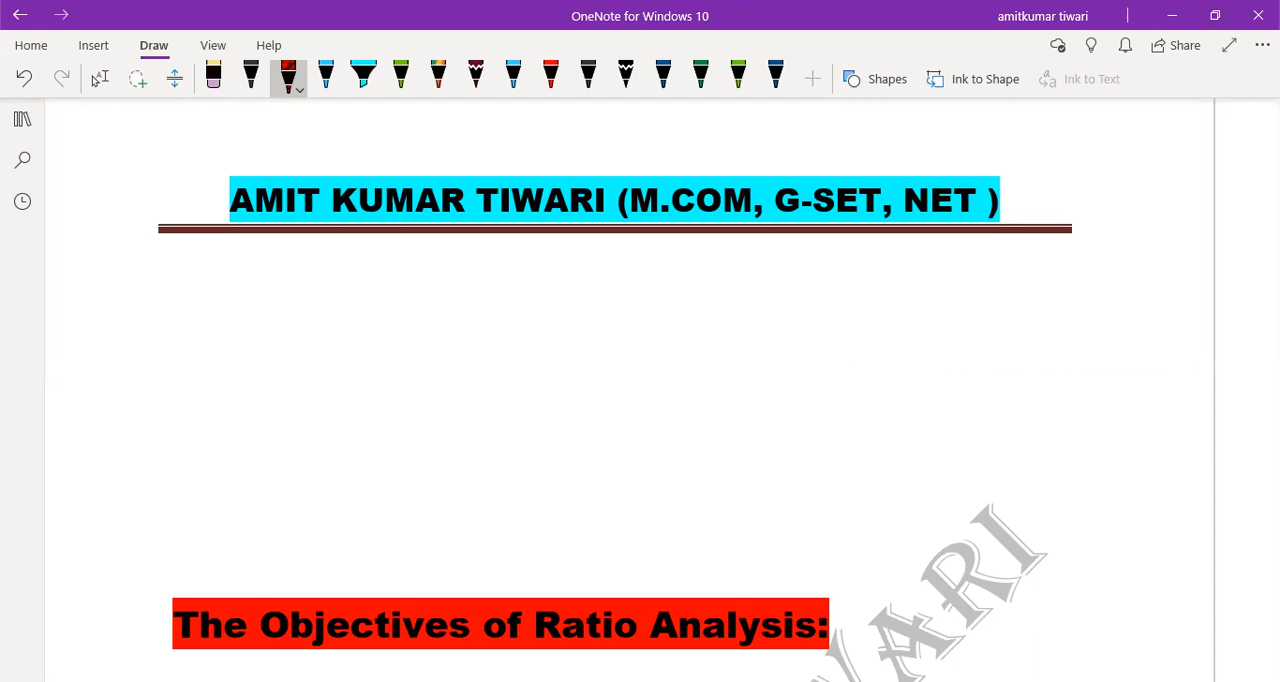 OneNote for Windows 10
amitkumar tiwari
Home Insert Draw View Help
Share
Shapes Ink to Shape Ink to Text
AMIT KUMAR TIWARI (M.COM, G-SET, NET )
The Objectives of Ratio Analysis: